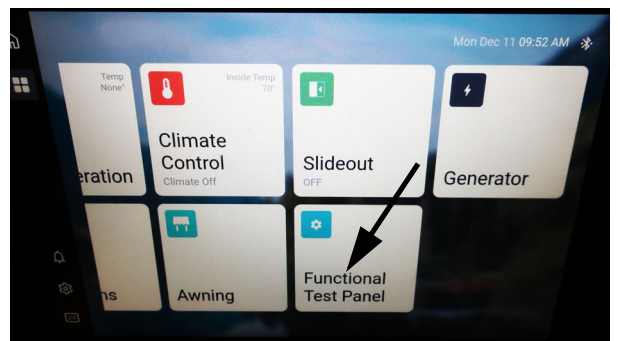 Mon Dec 11 09:52 AM
Temp
None°
eration
Inside Temp
70°
Climate
Control
Climate Off
Slideout
OFF
Generator
ns
Awning
Functional
Test Panel